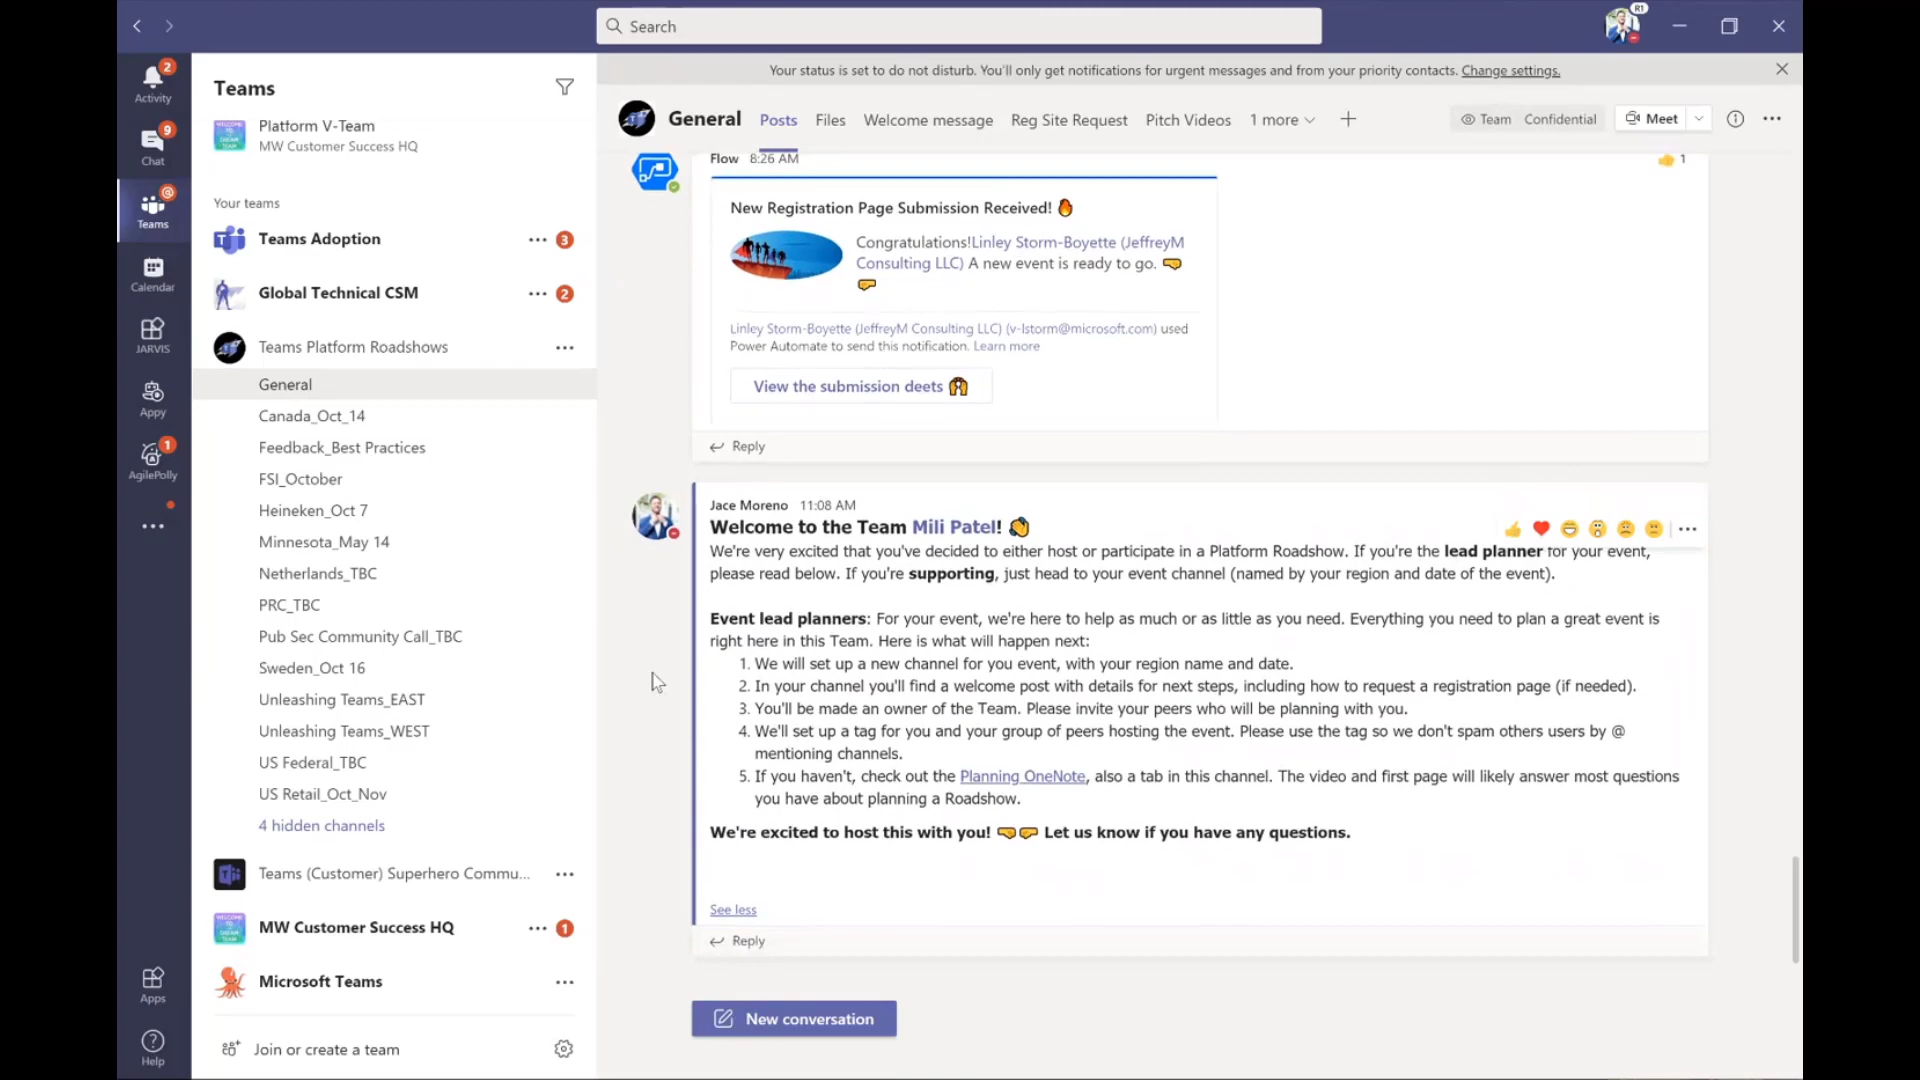 Search
R1
Your status is set to do not disturb. You'll only get notifications for urgent messages and from your priority contacts. Change settings.
2
Activity
9
Chat
@
Teams
Calendar
JARVIS
Appy
1
AgilePolly
Apps
Help
Teams
Platform V-Team
MW Customer Success HQ
Your teams
Teams Adoption 3
Global Technical CSM 2
Teams Platform Roadshows
General
Canada_Oct_14
Feedback_Best Practices
FSI_October
Heineken_Oct 7
Minnesota_May 14
Netherlands_TBC
PRC_TBC
Pub Sec Community Call_TBC
Sweden_Oct 16
Unleashing Teams_EAST
Unleashing Teams_WEST
US Federal_TBC
US Retail_Oct_Nov
4 hidden channels
Teams (Customer) Superhero Commu...
MW Customer Success HQ 1
Microsoft Teams
Join or create a team
General Posts Files Welcome message Reg Site Request Pitch Videos 1 more
Team Confidential Meet
Flow 8:26 AM 1
New Registration Page Submission Received! 🔥
Congratulations!Linley Storm-Boyette (JeffreyM
Consulting LLC) A new event is ready to go. 🤜
🤛
Linley Storm-Boyette (JeffreyM Consulting LLC) (v-lstorm@microsoft.com) used
Power Automate to send this notification. Learn more
View the submission deets 🙌
Reply
Jace Moreno 11:08 AM
Welcome to the Team Mili Patel! 👋
We're very excited that you've decided to either host or participate in a Platform Roadshow. If you're the lead planner for your event,
please read below. If you're supporting, just head to your event channel (named by your region and date of the event).
Event lead planners: For your event, we're here to help as much or as little as you need. Everything you need to plan a great event is
right here in this Team. Here is what will happen next:
1. We will set up a new channel for you event, with your region name and date.
2. In your channel you'll find a welcome post with details for next steps, including how to request a registration page (if needed).
3. You'll be made an owner of the Team. Please invite your peers who will be planning with you.
4. We'll set up a tag for you and your group of peers hosting the event. Please use the tag so we don't spam others users by @
mentioning channels.
5. If you haven't, check out the Planning OneNote, also a tab in this channel. The video and first page will likely answer most questions
you have about planning a Roadshow.
We're excited to host this with you! 🤜🤛 Let us know if you have any questions.
See less
Reply
New conversation